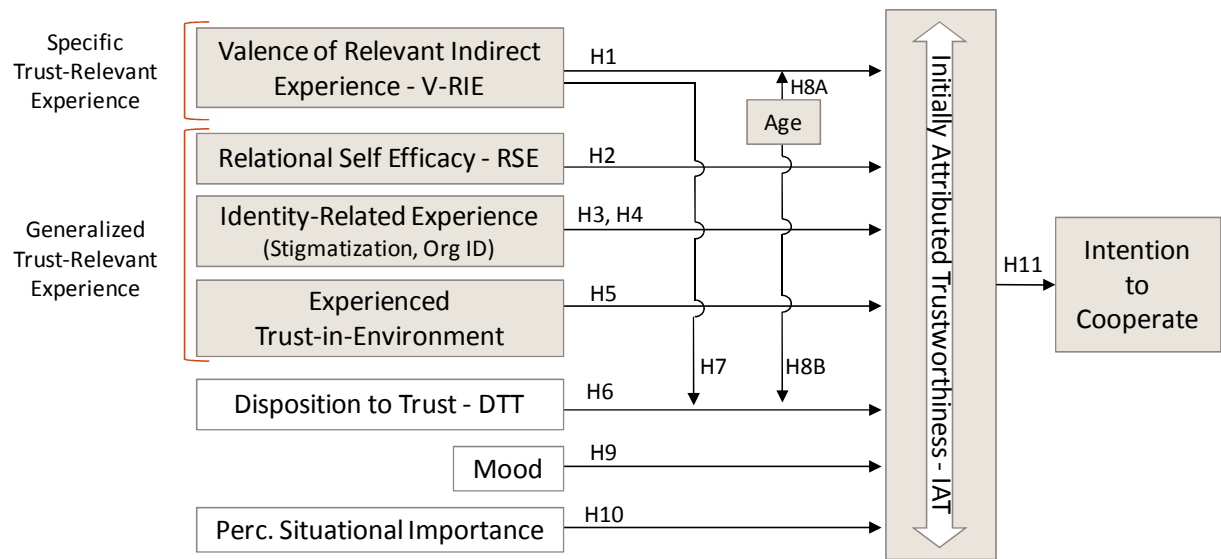 Specific
Trust-Relevant
Experience
Valence of Relevant Indirect
Experience - V-RIE
H1
H8A
Age
Relational Self Efficacy - RSE
H2
Generalized
Trust-Relevant
Experience
Identity-Related Experience
(Stigmatization, Org ID)
H3, H4
Experienced
Trust-in-Environment
H5
H7
H8B
Disposition to Trust - DTT
H6
Mood
H9
Perc. Situational Importance
H10
Initially Attributed Trustworthiness - IAT
H11
Intention
to
Cooperate